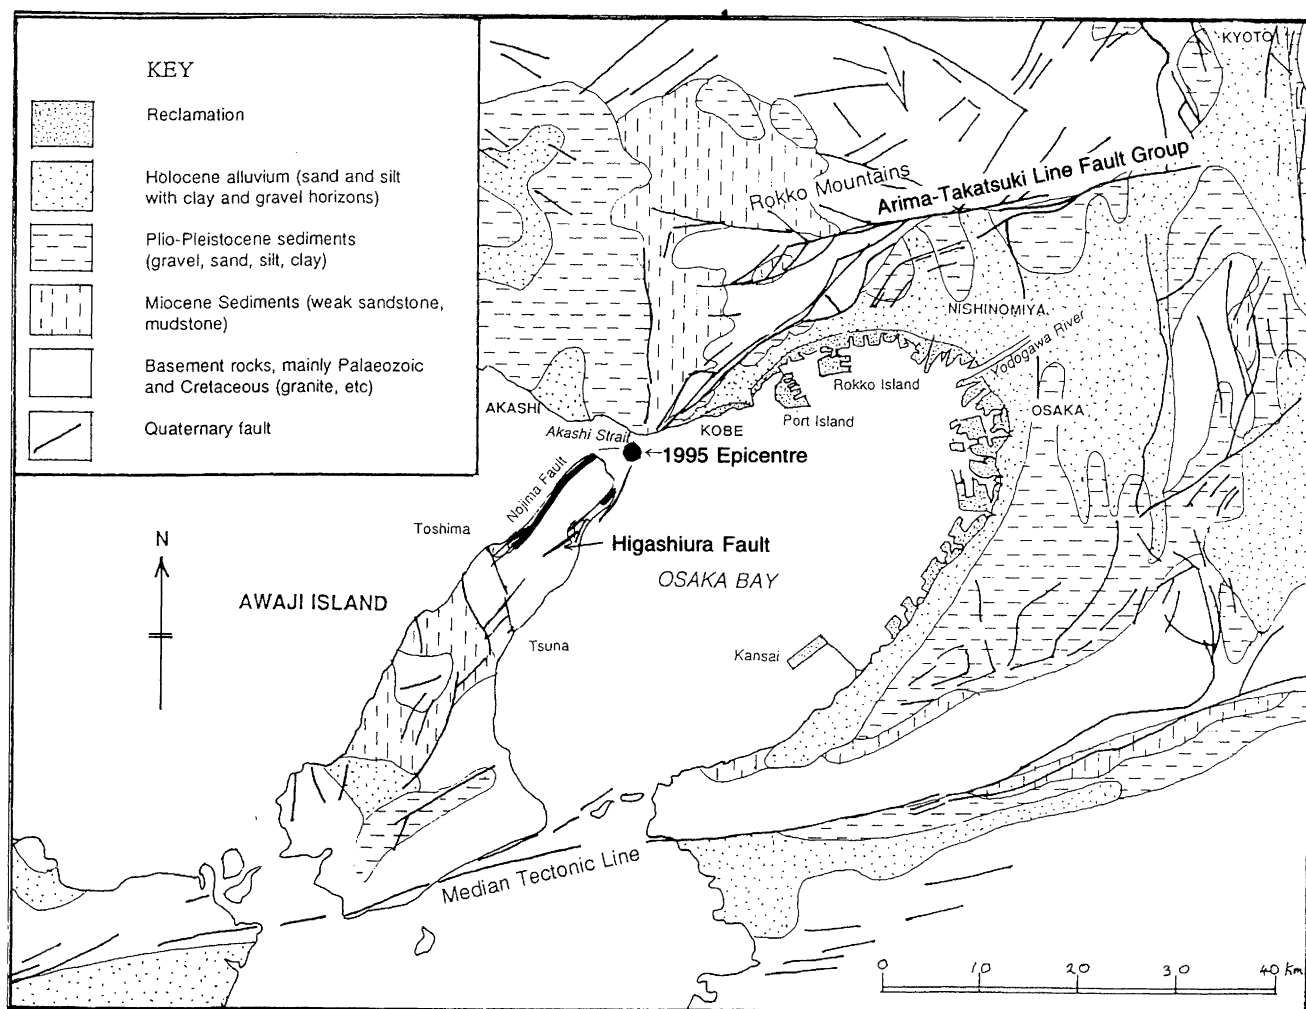 KEY
Reclamation
Holocene alluvium (sand and silt
with clay and gravel horizons)
Plio-Pleistocene sediments
(gravel, sand, silt, clay)
Miocene Sediments (weak sandstone,
mudstone)
Basement rocks, mainly Palaeozoic
and Cretaceous (granite, etc)
Quaternary fault
KYOTO
Rokko Mountains
Arima-Takatsuki Line Fault Group
NISHINOMIYA
Yodogawa River
Rokko Island
Port Island
OSAKA
AKASHI
KOBE
Akashi Strait
1995 Epicentre
Nojima Fault
Toshima
Higashiura Fault
OSAKA BAY
N
AWAJI ISLAND
Tsuna
Kansai
Median Tectonic Line
0 10 20 30 40 km